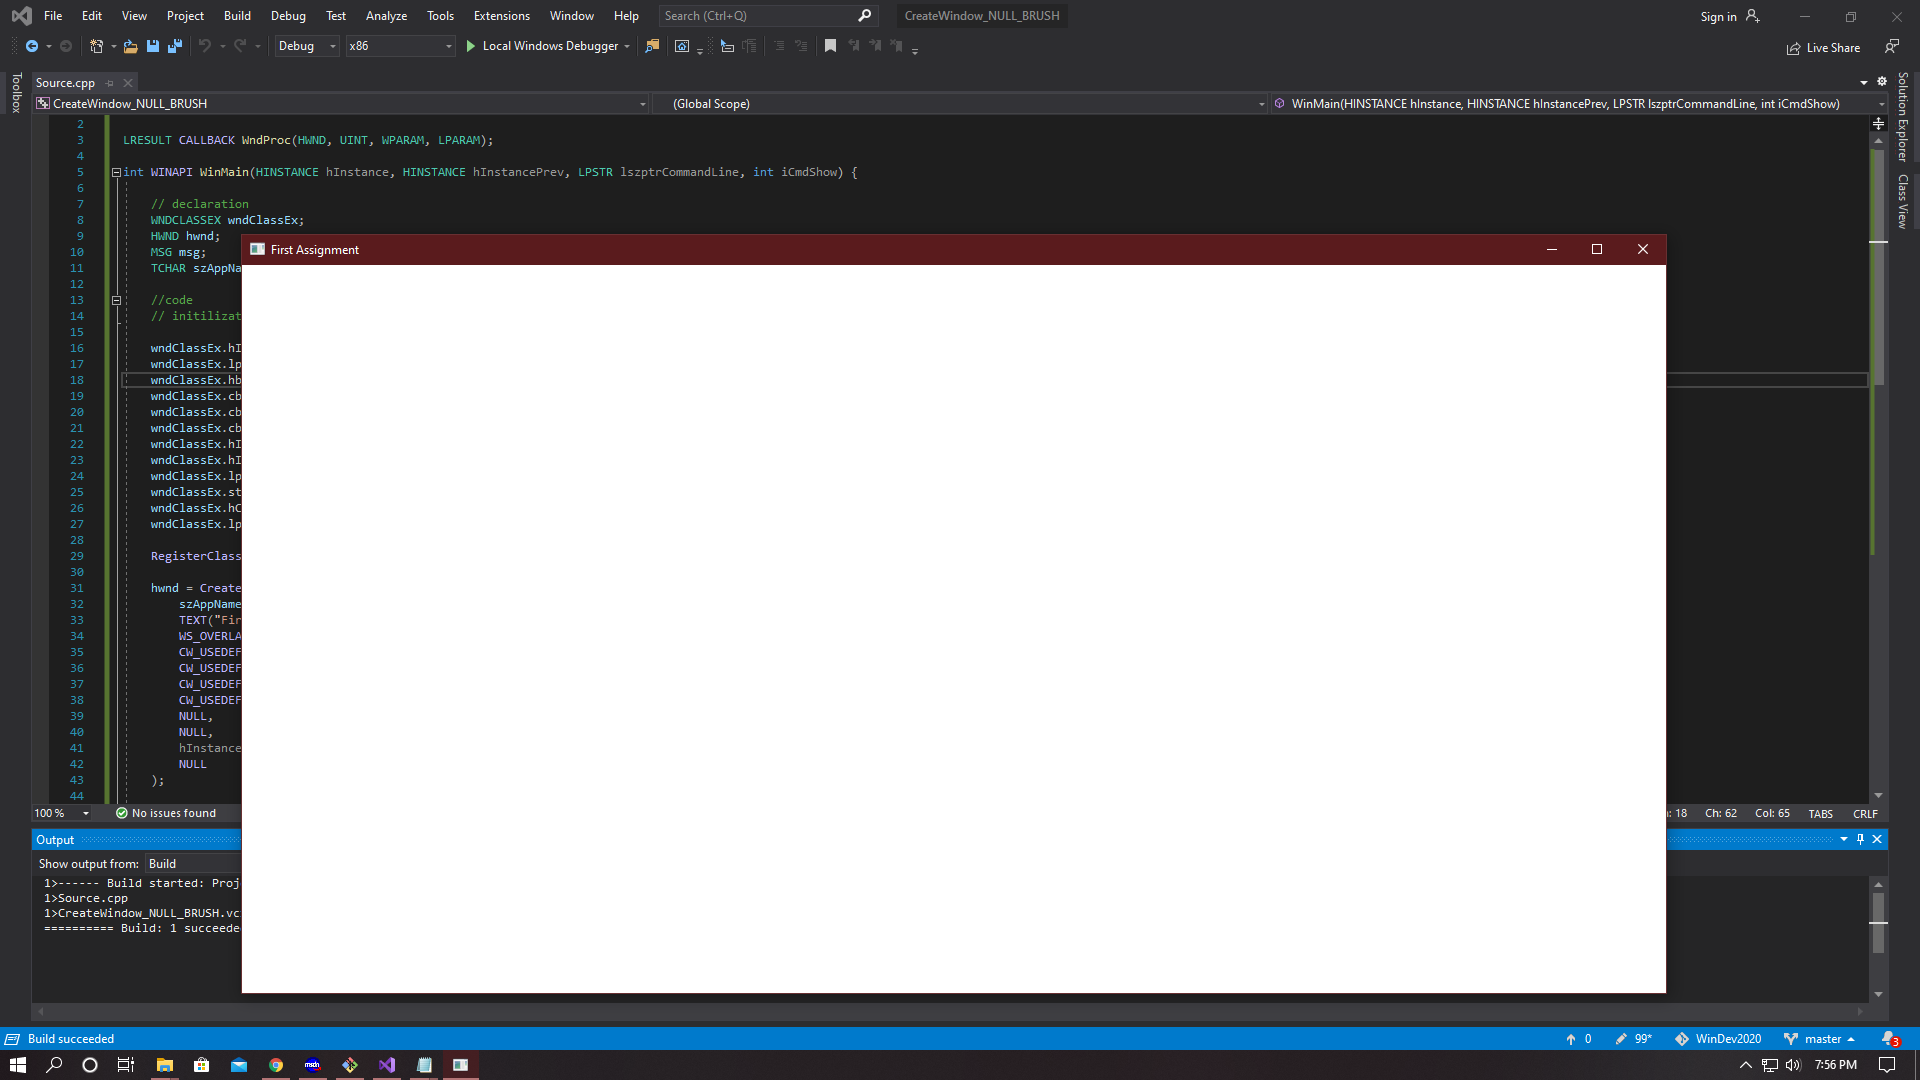 File Edit View Project Build Debug Test Analyze Tools Extensions Window Help Search (Ctrl+Q) CreateWindow_NULL_BRUSH Sign in
Debug x86 Local Windows Debugger Live Share
Toolbox
Source.cpp
CreateWindow_NULL_BRUSH (Global Scope) WinMain(HINSTANCE hInstance, HINSTANCE hInstancePrev, LPSTR lszptrCommandLine, int iCmdShow)
Solution Explorer
Class View
2
3 LRESULT CALLBACK WndProc(HWND, UINT, WPARAM, LPARAM);
4
5 int WINAPI WinMain(HINSTANCE hInstance, HINSTANCE hInstancePrev, LPSTR lszptrCommandLine, int iCmdShow) {
6
7 // declaration
8 WNDCLASSEX wndClassEx;
9 HWND hwnd;
10 MSG msg;
11 TCHAR szAppNa
12
13 //code
14 // initilizat
15
16 wndClassEx.hI
17 wndClassEx.lp
18 wndClassEx.hb
19 wndClassEx.cb
20 wndClassEx.cb
21 wndClassEx.cb
22 wndClassEx.hI
23 wndClassEx.hI
24 wndClassEx.lp
25 wndClassEx.st
26 wndClassEx.hC
27 wndClassEx.lp
28
29 RegisterClass
30
31 hwnd = Create
32 szAppName
33 TEXT("Fir
34 WS_OVERLA
35 CW_USEDEF
36 CW_USEDEF
37 CW_USEDEF
38 CW_USEDEF
39 NULL,
40 NULL,
41 hInstance
42 NULL
43 );
44
First Assignment
100 % No issues found : 18 Ch: 62 Col: 65 TABS CRLF
Output
Show output from: Build
1>------ Build started: Proj
1>Source.cpp
1>CreateWindow_NULL_BRUSH.vc
========== Build: 1 succeede
Build succeeded 0 99* WinDev2020 master 3
msdn 7:56 PM